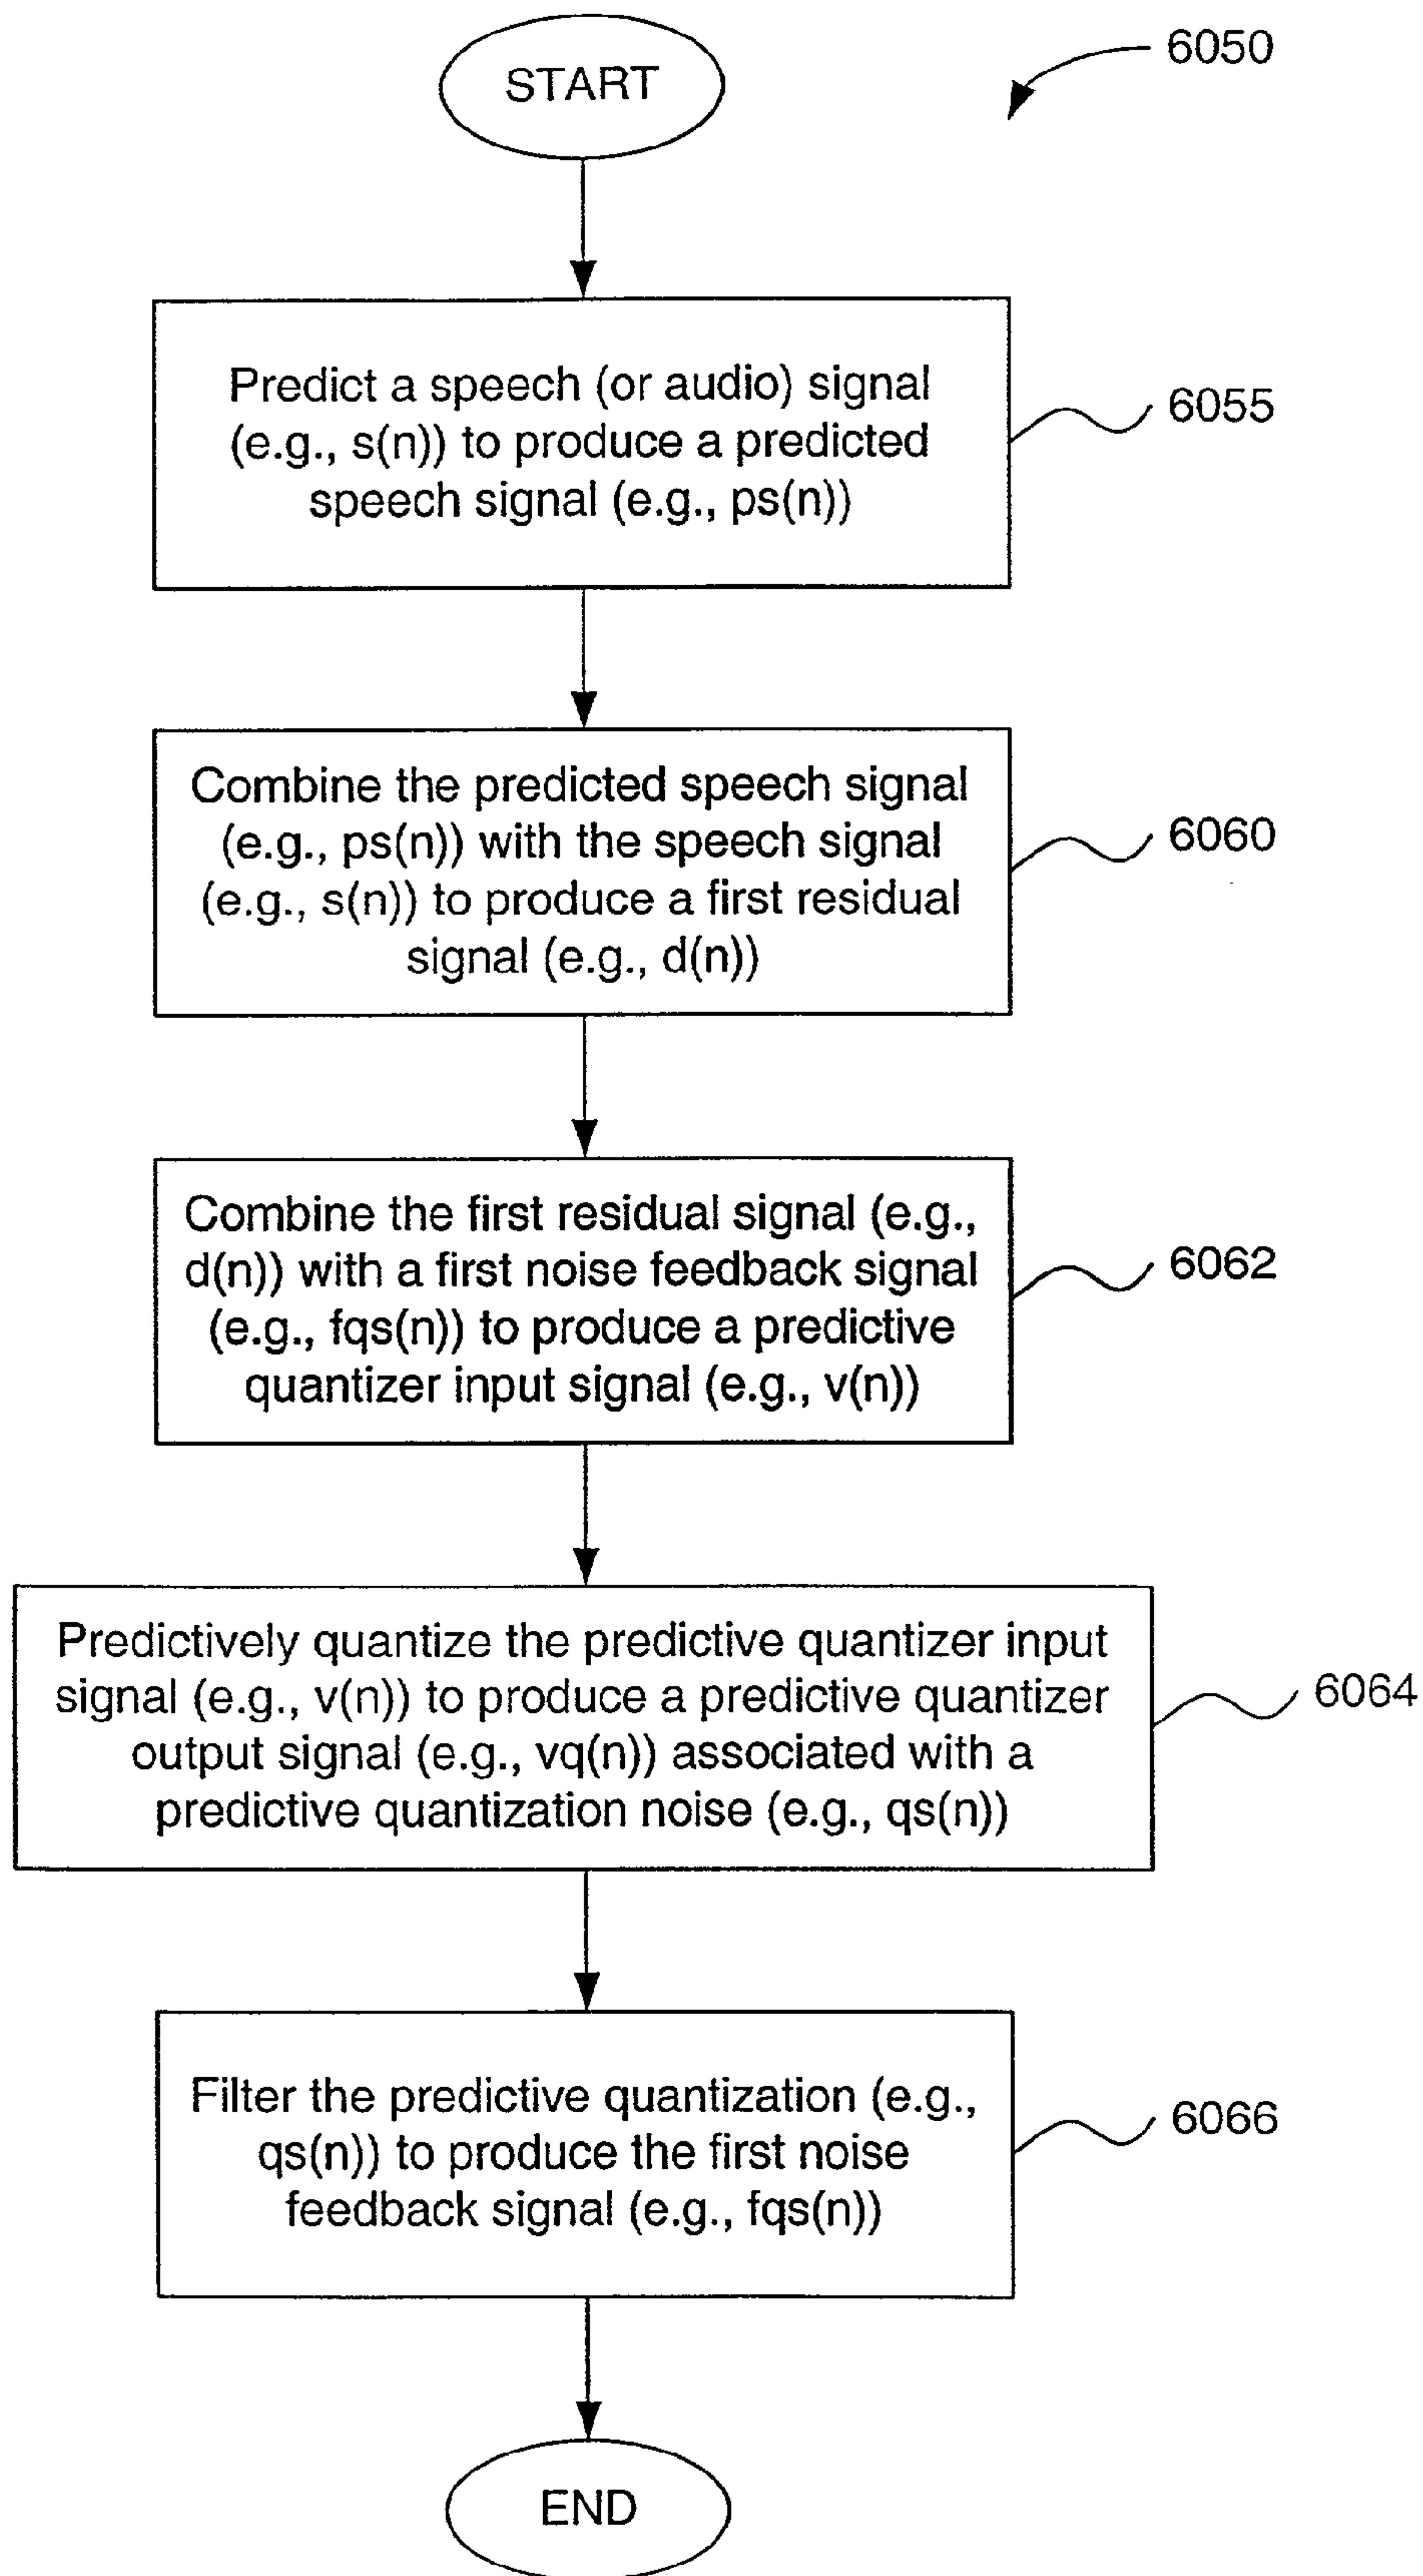 START
6050
Predict a speech (or audio) signal
(e.g., s(n)) to produce a predicted
speech signal (e.g., ps(n))
6055
Combine the predicted speech signal
(e.g., ps(n)) with the speech signal
(e.g., s(n)) to produce a first residual
signal (e.g., d(n))
6060
Combine the first residual signal (e.g.,
d(n)) with a first noise feedback signal
(e.g., fqs(n)) to produce a predictive
quantizer input signal (e.g., v(n))
6062
Predictively quantize the predictive quantizer input
signal (e.g., v(n)) to produce a predictive quantizer
output signal (e.g., vq(n)) associated with a
predictive quantization noise (e.g., qs(n))
6064
Filter the predictive quantization (e.g.,
qs(n)) to produce the first noise
feedback signal (e.g., fqs(n))
6066
END